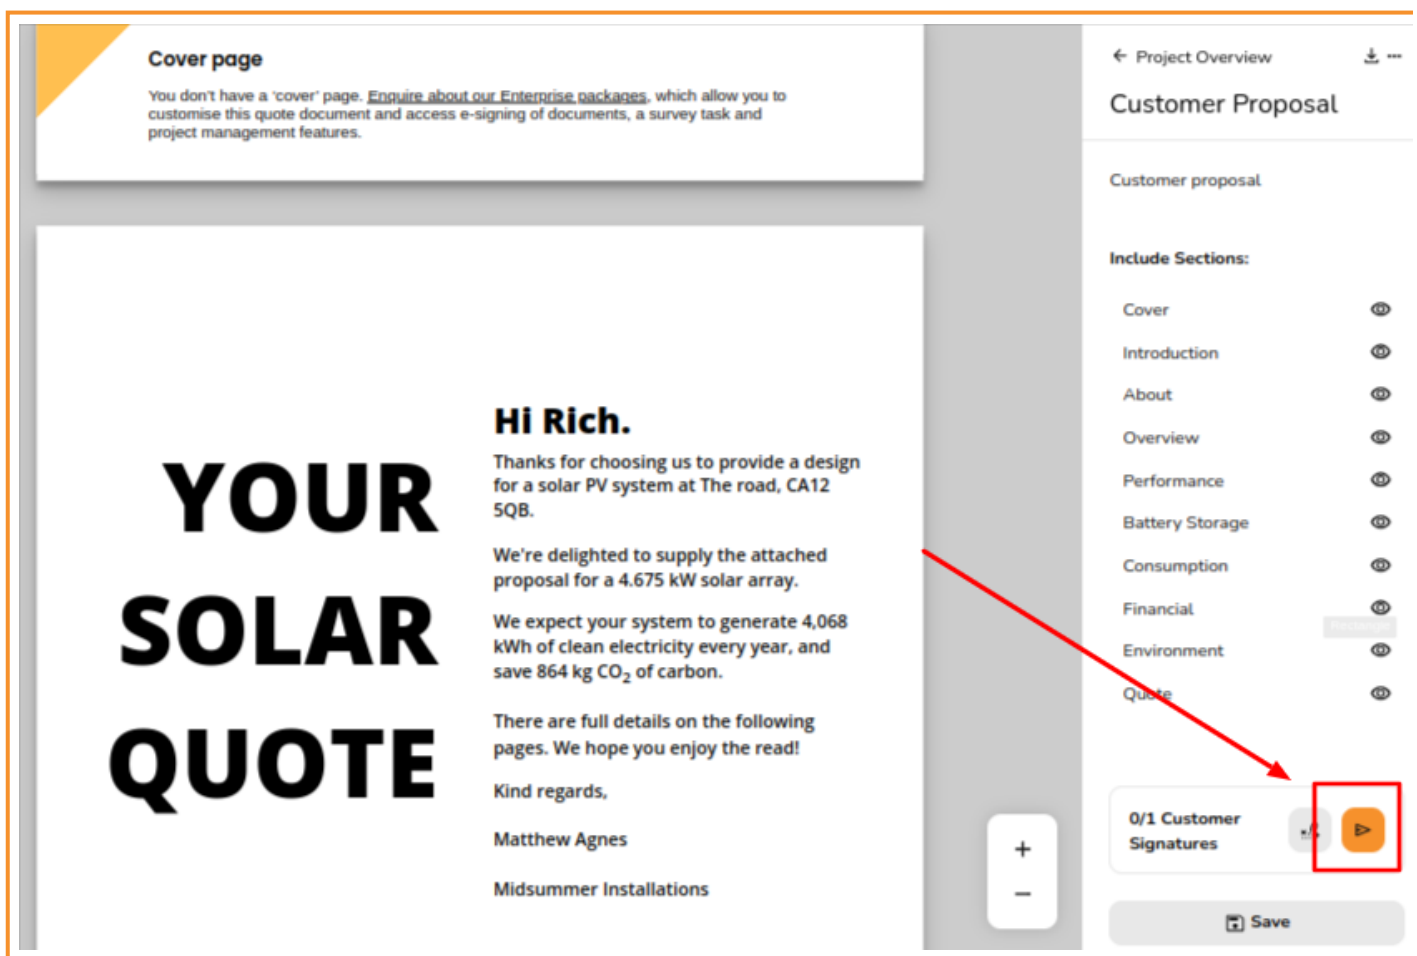 Cover page
You don't have a 'cover' page. Enquire about our Enterprise packages, which allow you to
customise this quote document and access e-signing of documents, a survey task and
project management features.
YOUR
SOLAR
QUOTE
Hi Rich.
Thanks for choosing us to provide a design
for a solar PV system at The road, CA12
5QB.
We're delighted to supply the attached
proposal for a 4.675 kW solar array.
We expect your system to generate 4,068
kWh of clean electricity every year, and
save 864 kg CO₂ of carbon.
There are full details on the following
pages. We hope you enjoy the read!
Kind regards,
Matthew Agnes
Midsummer Installations
+
−
← Project Overview
Customer Proposal
Customer proposal
Include Sections:
Cover
Introduction
About
Overview
Performance
Battery Storage
Consumption
Financial
Rectangle
Environment
Quote
0/1 Customer
Signatures
Save